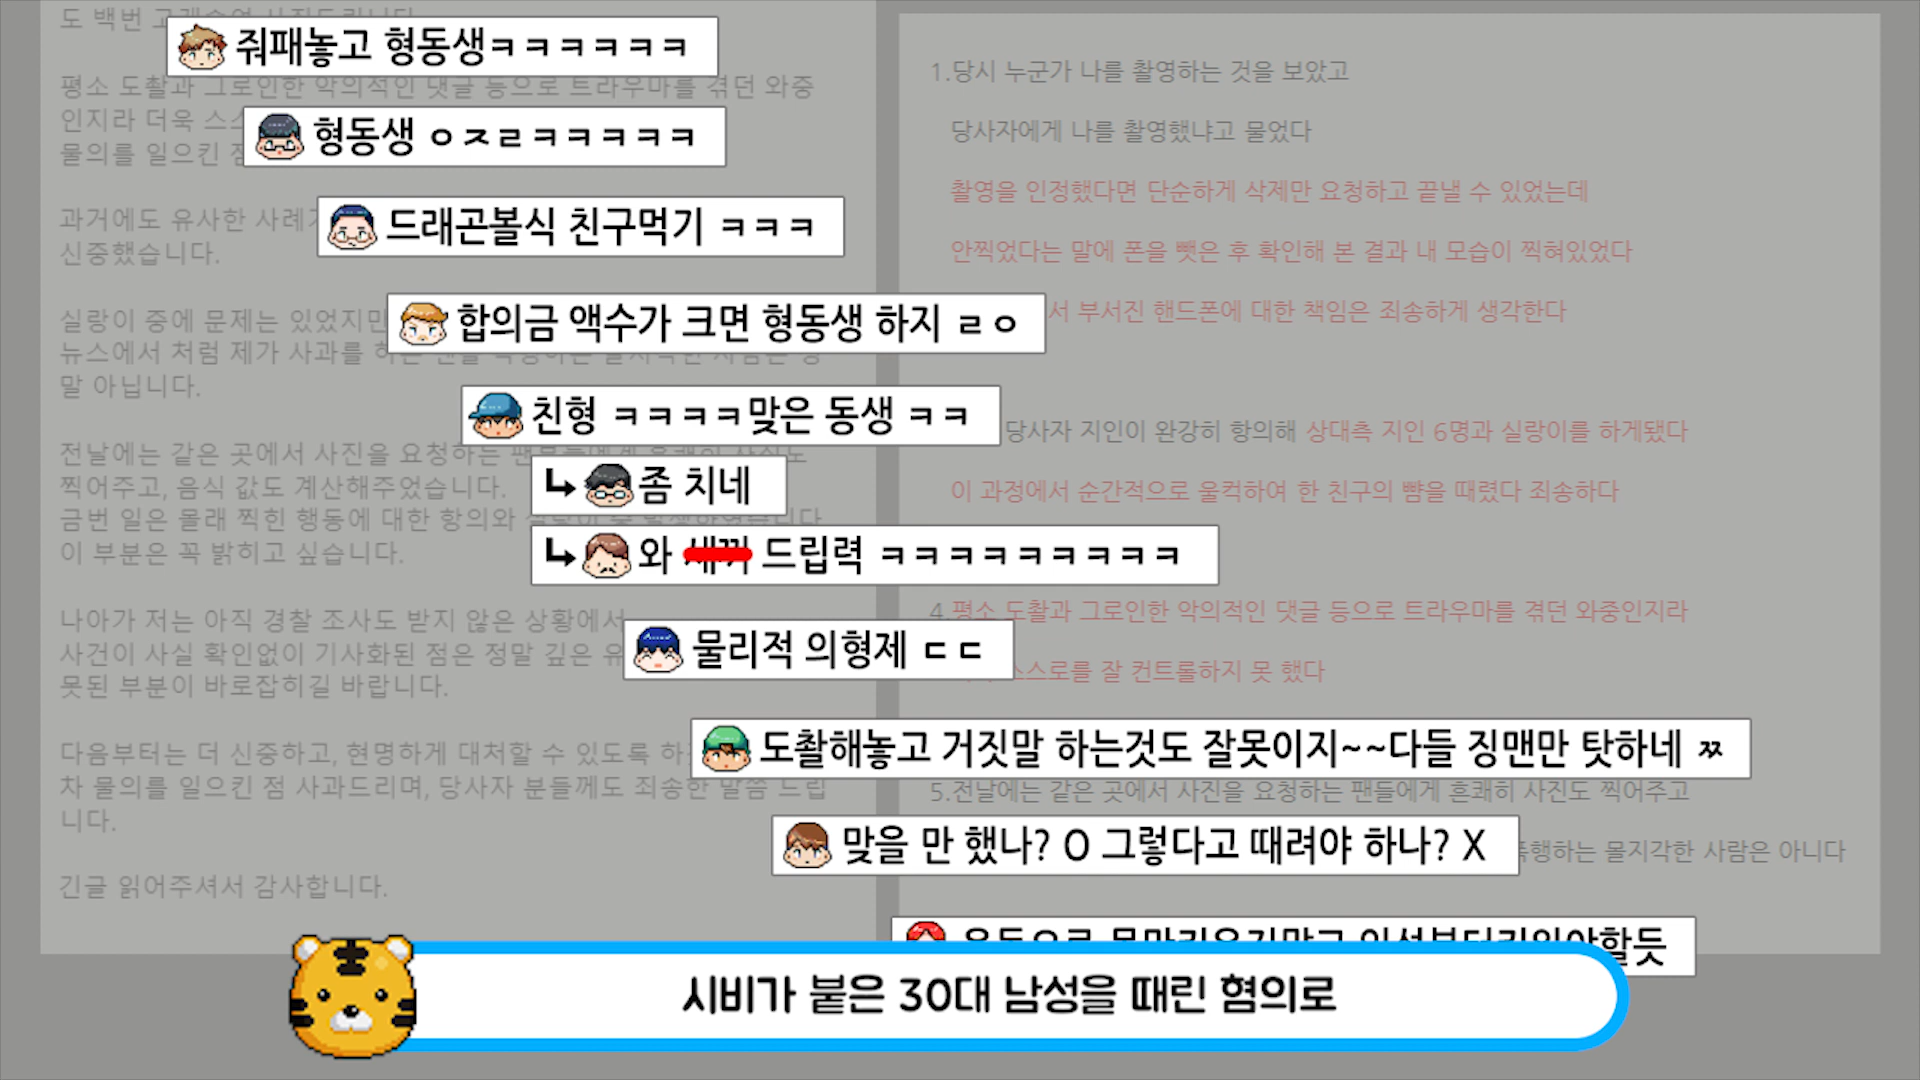 도 백번
줘패놓고 형동생ㅋㅋㅋㅋㅋㅋ
평소 도촬과 그로인한 악의적인 댓글 등으로 트라우마를 겪던 와중
인지라 더욱
형동생 ㅇㅈㄹㅋㅋㅋㅋㅋ
물의를 일으킨
과거에도 유사한 사례
드래곤볼식 친구먹기 ㅋㅋㅋ
신중했습니다.
실랑이 중에 문제는 있었지만
합의금 액수가 크면 형동생 하지 ㄹㅇ
뉴스에서 처럼 제가 사과를
말 아닙니다.
친형 ㅋㅋㅋㅋ맞은 동생 ㅋㅋ
전날에는 같은 곳에서 사진을 요청하는
좀 치네
찍어주고, 음식 값도 계산해주었습니다.
금번 일은 몰래 찍힌 행동에 대한 항의와
와 새끼 드립력 ㅋㅋㅋㅋㅋㅋㅋㅋㅋ
이 부분은 꼭 밝히고 싶습니다.
나아가 저는 아직 경찰 조사도 받지 않은 상황에서
사건이 사실 확인없이 기사화된 점은 정말 깊은
물리적 의형제 ㄷㄷ
못된 부분이 바로잡히길 바랍니다.
다음부터는 더 신중하고, 현명하게 대처할 수 있도록
도촬해놓고 거짓말 하는것도 잘못이지~~다들 징맨만 탓하네 ㅉ
차 물의를 일으킨 점 사과드리며, 당사자 분들께도 죄송한 말씀 드립
니다.
맞을 만 했나? O 그렇다고 때려야 하나? X
긴글 읽어주셔서 감사합니다.
1.당시 누군가 나를 촬영하는 것을 보았고
당사자에게 나를 촬영했냐고 물었다
촬영을 인정했다면 단순하게 삭제만 요청하고 끝낼 수 있었는데
안찍었다는 말에 폰을 뺏은 후 확인해 본 결과 내 모습이 찍혀있었다
서 부서진 핸드폰에 대한 책임은 죄송하게 생각한다
당사자 지인이 완강히 항의해 상대측 지인 6명과 실랑이를 하게됐다
이 과정에서 순간적으로 울컥하여 한 친구의 뺨을 때렸다 죄송하다
4.평소 도촬과 그로인한 악의적인 댓글 등으로 트라우마를 겪던 와중인지라
스스로를 잘 컨트롤하지 못 했다
5.전날에는 같은 곳에서 사진을 요청하는 팬들에게 흔쾌히 사진도 찍어주고
폭행하는 몰지각한 사람은 아니다
시비가 붙은 30대 남성을 때린 혐의로